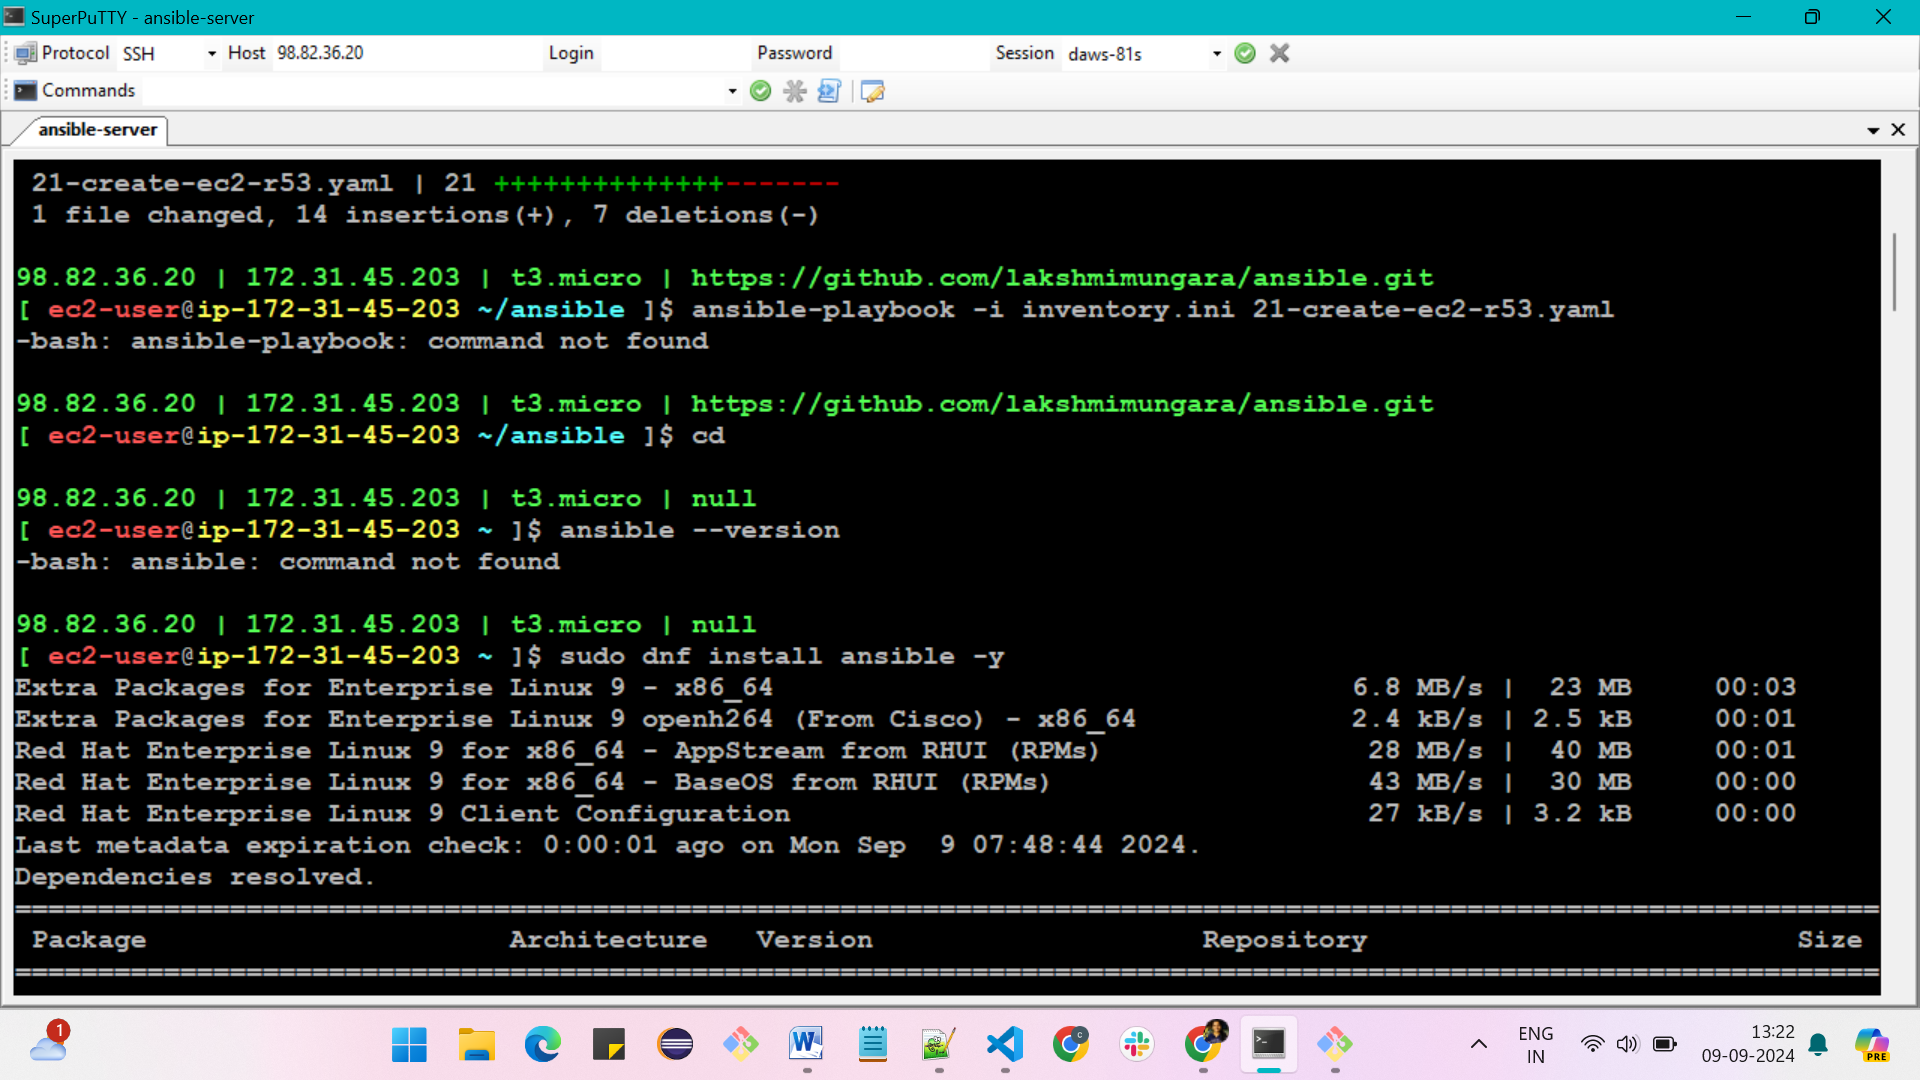 SuperPuTTY - ansible-server
Protocol SSH Host 98.82.36.20 Login Password Session daws-81s
Commands
ansible-server
21-create-ec2-r53.yaml | 21 ++++++++++++++-------
1 file changed, 14 insertions(+), 7 deletions(-)
98.82.36.20 | 172.31.45.203 | t3.micro | https://github.com/lakshmimungara/ansible.git
[ ec2-user@ip-172-31-45-203 ~/ansible ]$ ansible-playbook -i inventory.ini 21-create-ec2-r53.yaml
-bash: ansible-playbook: command not found
98.82.36.20 | 172.31.45.203 | t3.micro | https://github.com/lakshmimungara/ansible.git
[ ec2-user@ip-172-31-45-203 ~/ansible ]$ cd
98.82.36.20 | 172.31.45.203 | t3.micro | null
[ ec2-user@ip-172-31-45-203 ~ ]$ ansible --version
-bash: ansible: command not found
98.82.36.20 | 172.31.45.203 | t3.micro | null
[ ec2-user@ip-172-31-45-203 ~ ]$ sudo dnf install ansible -y
Extra Packages for Enterprise Linux 9 - x86_64 6.8 MB/s | 23 MB 00:03
Extra Packages for Enterprise Linux 9 openh264 (From Cisco) - x86_64 2.4 kB/s | 2.5 kB 00:01
Red Hat Enterprise Linux 9 for x86_64 - AppStream from RHUI (RPMs) 28 MB/s | 40 MB 00:01
Red Hat Enterprise Linux 9 for x86_64 - BaseOS from RHUI (RPMs) 43 MB/s | 30 MB 00:00
Red Hat Enterprise Linux 9 Client Configuration 27 kB/s | 3.2 kB 00:00
Last metadata expiration check: 0:00:01 ago on Mon Sep  9 07:48:44 2024.
Dependencies resolved.
Package Architecture Version Repository Size
1
ENG
IN
13:22
09-09-2024
PRE